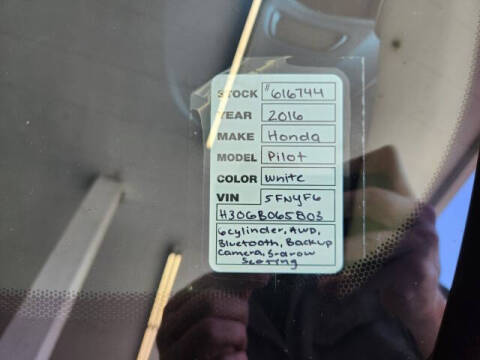 STOCK #616744
YEAR 2016
MAKE Honda
MODEL Pilot
COLOR white
VIN 5FNYF6
H30GB065803
6cylinder, AWD,
Bluetooth, Backup
Camera, 3-arow
Seating